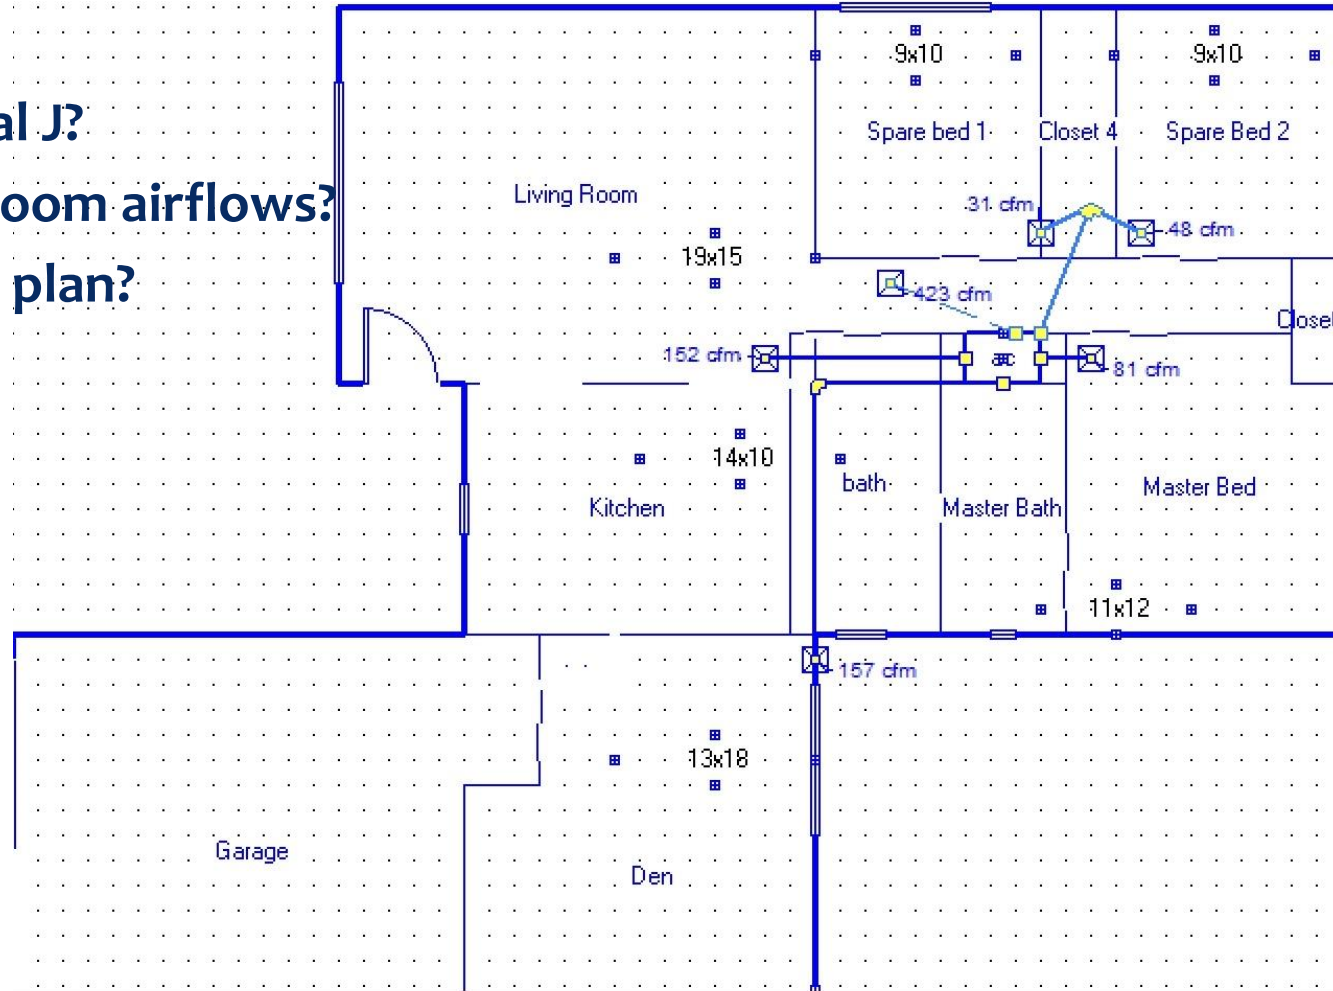 al J?
oom airflows?
plan?
9x10
9x10
Spare bed 1
Closet 4
Spare Bed 2
Living Room
31 cfm
48 cfm
19x15
423 cfm
Closet
152 cfm
ac
81 cfm
14x10
bath
Master Bed
Kitchen
Master Bath
11x12
157 cfm
13x18
Garage
Den